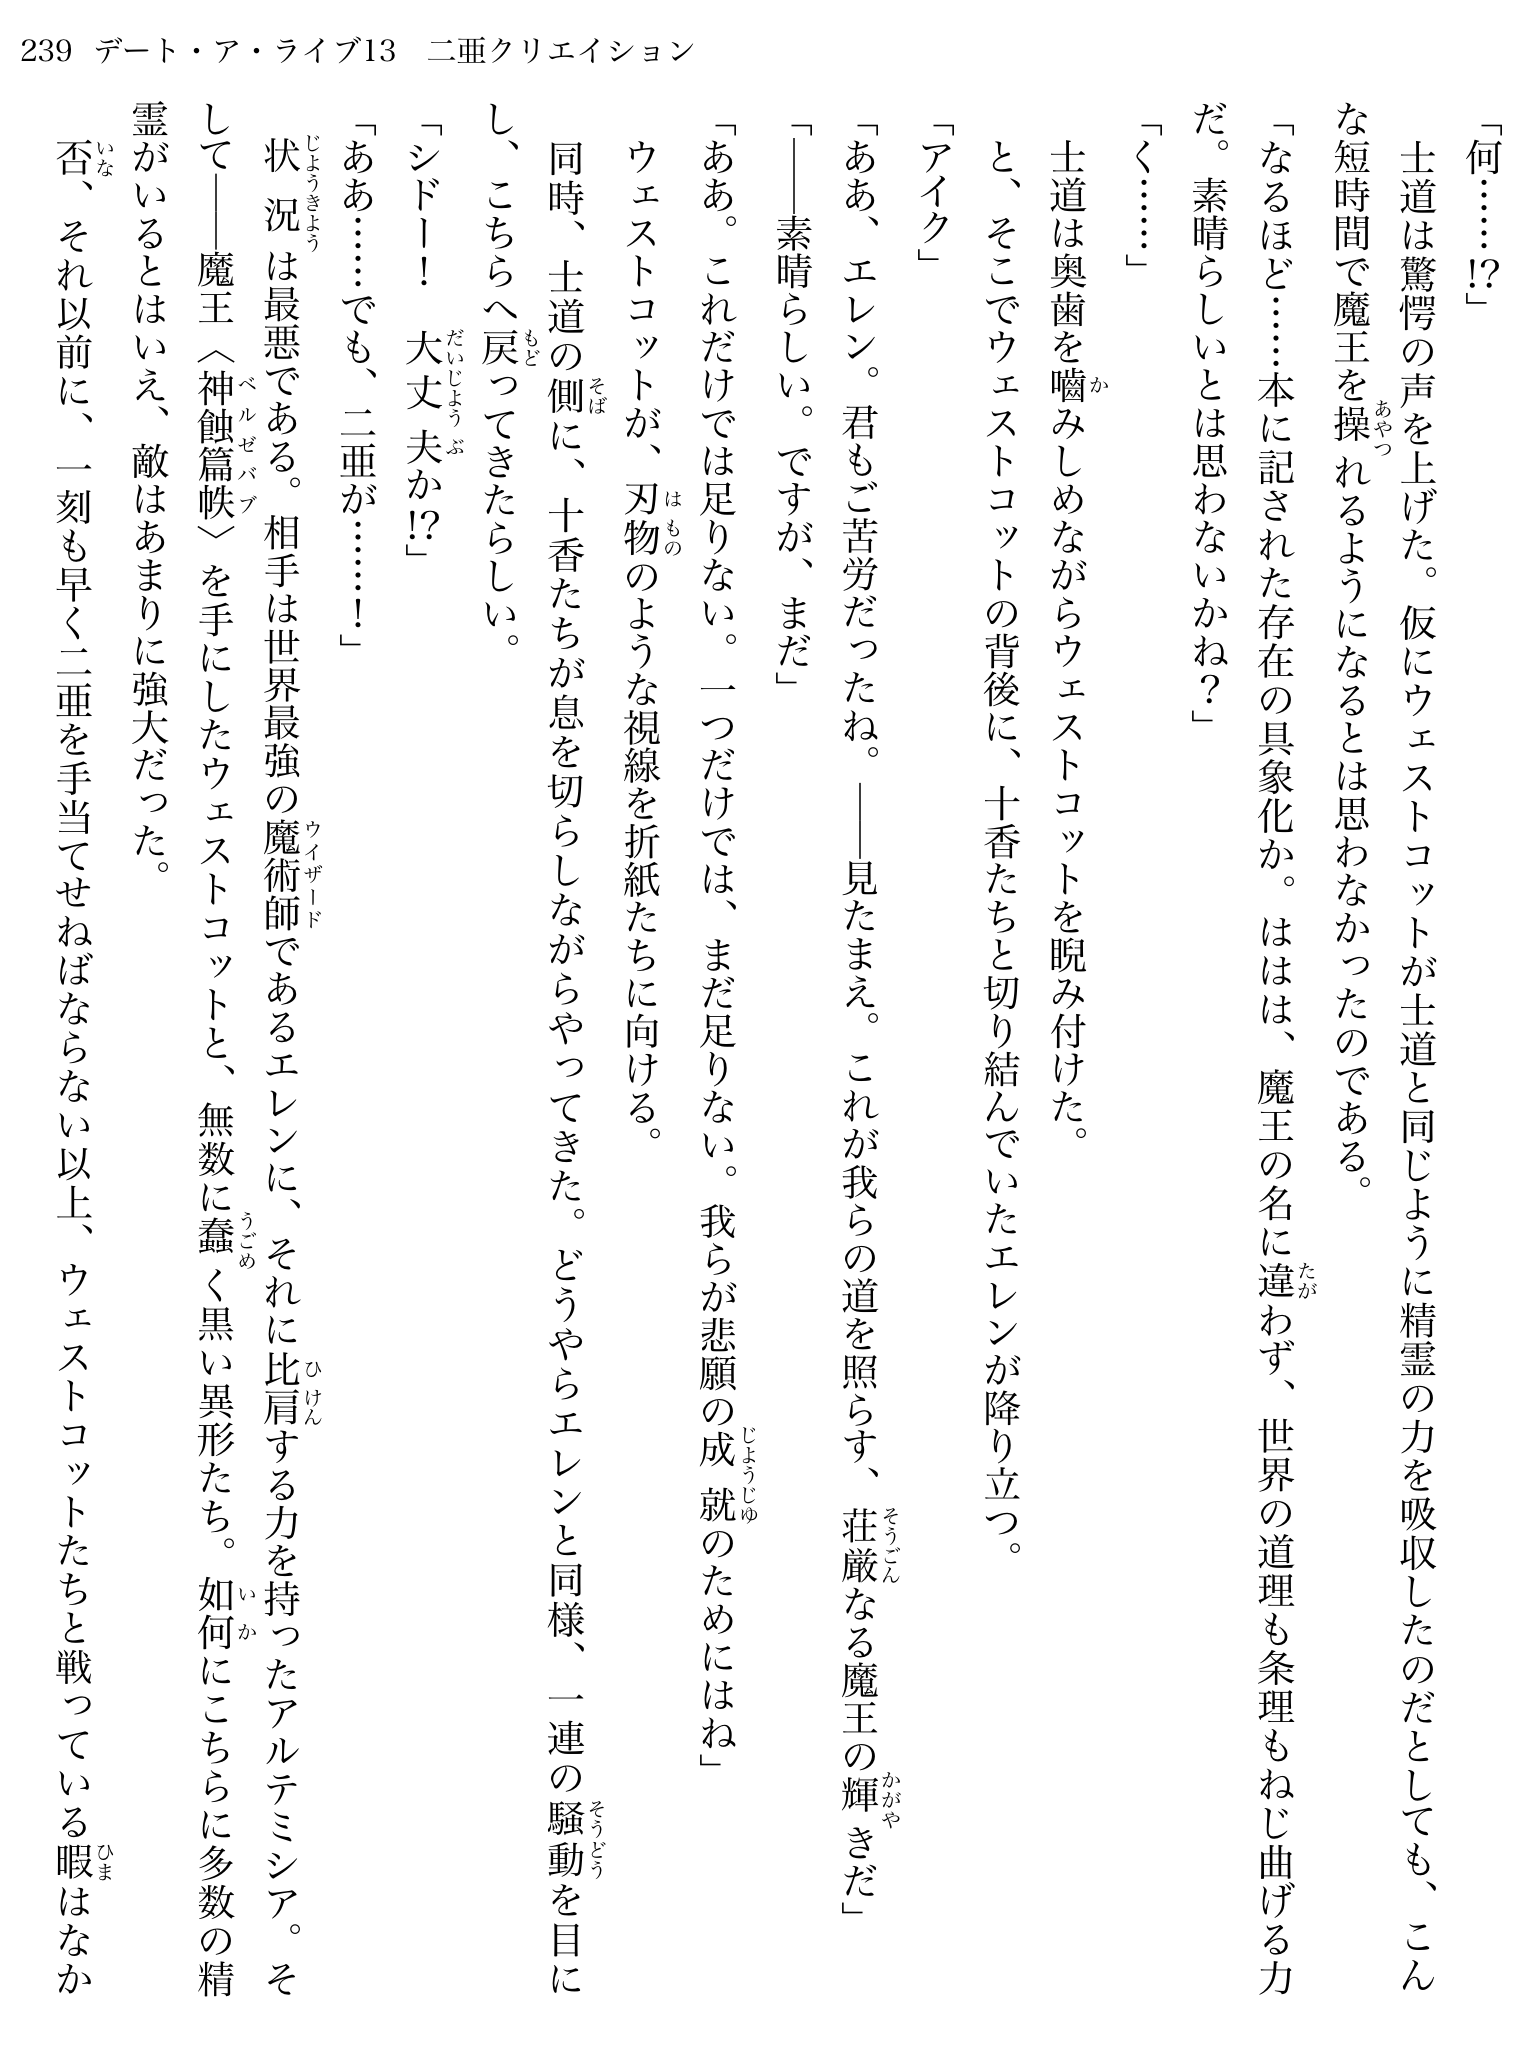 239 デート・ア・ライブ13 二亜クリエイション
「何……!?」
　士道は驚愕の声を上げた。仮にウェストコットが士道と同じように精霊の力を吸収したのだとしても、こん
な短時間で魔王を操れるようになるとは思わなかったのである。
「なるほど……本に記された存在の具象化か。ははは、魔王の名に違わず、世界の道理も条理もねじ曲げる力
だ。素晴らしいとは思わないかね？」
「く……」
　士道は奥歯を嚙みしめながらウェストコットを睨み付けた。
　と、そこでウェストコットの背後に、十香たちと切り結んでいたエレンが降り立つ。
「アイク」
「ああ、エレン。君もご苦労だったね。――見たまえ。これが我らの道を照らす、荘厳なる魔王の輝きだ」
「――素晴らしい。ですが、まだ」
「ああ。これだけでは足りない。一つだけでは、まだ足りない。我らが悲願の成就のためにはね」
　ウェストコットが、刃物のような視線を折紙たちに向ける。
　同時、士道の側に、十香たちが息を切らしながらやってきた。どうやらエレンと同様、一連の騒動を目に
し、こちらへ戻ってきたらしい。
「シドー！　大丈夫か!?」
「ああ……でも、二亜が……！」
　状況は最悪である。相手は世界最強の魔術師であるエレンに、それに比肩する力を持ったアルテミシア。そ
して――魔王〈神蝕篇帙〉を手にしたウェストコットと、無数に蠢く黒い異形たち。如何にこちらに多数の精
霊がいるとはいえ、敵はあまりに強大だった。
　否、それ以前に、一刻も早く二亜を手当てせねばならない以上、ウェストコットたちと戦っている暇はなか